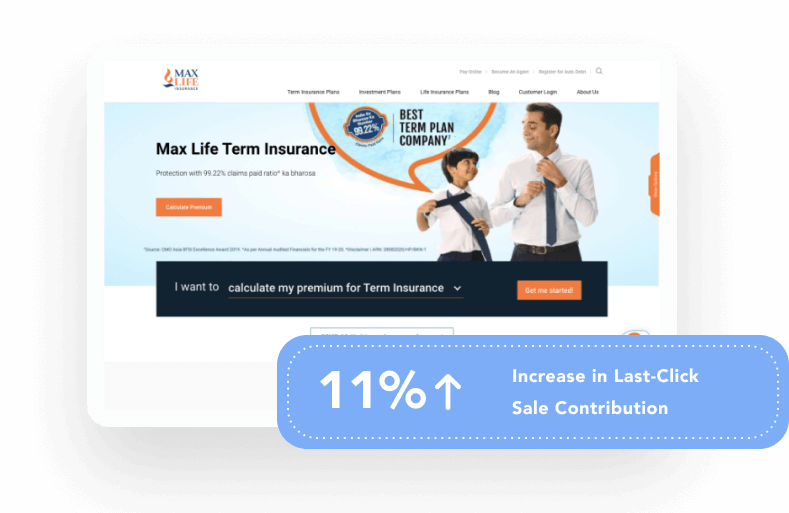 Pay Online | Become An Agent | Register for Auto Debit |
MAX
LIFE
INSURANCE
Term Insurance Plans Investment Plans Life Insurance Plans Blog Customer Login About Us
99.22%
Claims Paid Ratio
BEST
TERM PLAN
COMPANY
Max Life Term Insurance
Protection with 99.22% claims paid ratio^ ka bharosa
Calculate Premium
I want to calculate my premium for Term Insurance
Get me started!
11%↑
Increase in Last-Click
Sale Contribution